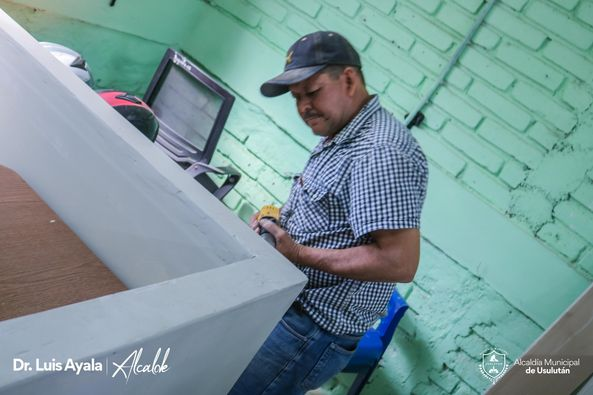 Dr. Luis Ayala | Alcalde
Alcaldía Municipal
de Usulután